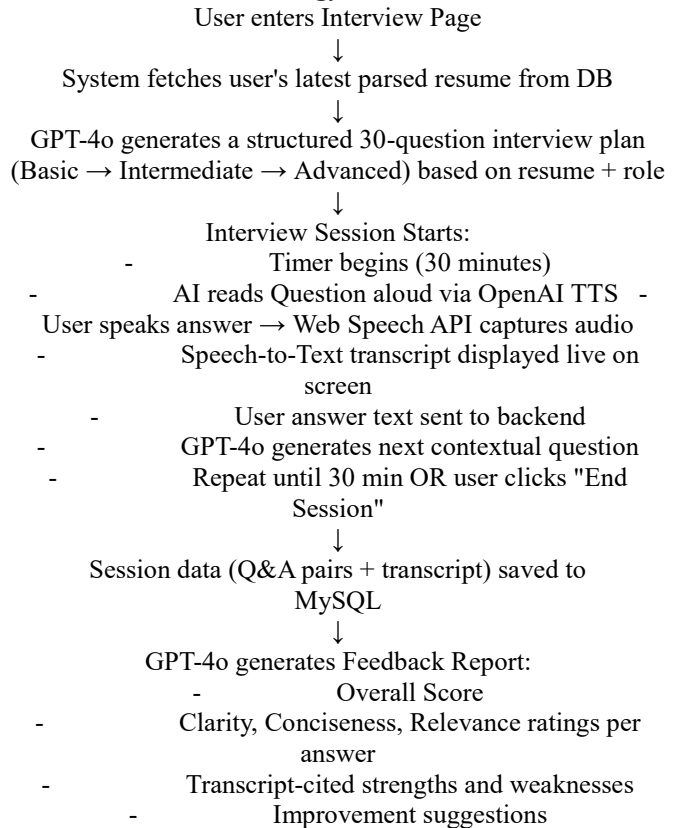 User enters Interview Page
↓
System fetches user's latest parsed resume from DB
↓
GPT-4o generates a structured 30-question interview plan
(Basic → Intermediate → Advanced) based on resume + role
↓
Interview Session Starts:
- Timer begins (30 minutes)
- AI reads Question aloud via OpenAI TTS -
User speaks answer → Web Speech API captures audio
- Speech-to-Text transcript displayed live on
screen
- User answer text sent to backend
- GPT-4o generates next contextual question
- Repeat until 30 min OR user clicks "End
Session"
↓
Session data (Q&A pairs + transcript) saved to
MySQL
↓
GPT-4o generates Feedback Report:
- Overall Score
- Clarity, Conciseness, Relevance ratings per
answer
- Transcript-cited strengths and weaknesses
- Improvement suggestions